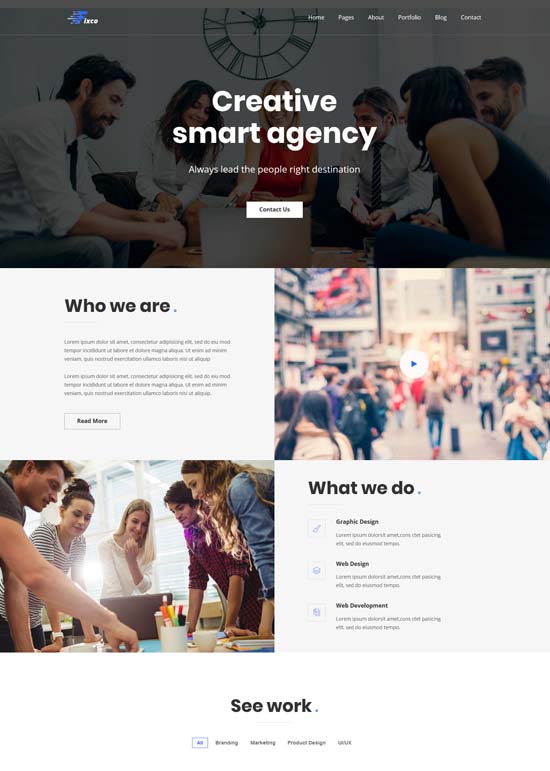 Fixco
Home Pages About Portfolio Blog Contact
Creative
smart agency
Always lead the people right destination
Contact Us
Who we are .
Lorem ipsum dolor sit amet, consectetur adipisicing elit, sed do eiu mod
tempor incididunt ut labore et dolore magna aliqua. Ut enim ad minim
veniam, quis nostrud exercitation ullamco laboris nisi ut aliquip
Lorem ipsum dolor sit amet, consectetur adipisicing elit, sed do eiu mod
tempor incididunt ut labore et dolore magna aliqua. Ut enim ad minim
veniam, quis nostrud exercitation ullamco laboris nisi ut aliquip.
Read More
What we do .
Graphic Design
Lorem ipsum dolorsit amet,cons ctet pasicing
elit, sed do eiusmod tempo.
Web Design
Lorem ipsum dolorsit amet,cons ctet pasicing
elit, sed do eiusmod tempo.
Web Development
Lorem ipsum dolorsit amet,cons ctet pasicing
elit, sed do eiusmod tempo.
See work .
All Branding Marketing Product Design UI/UX